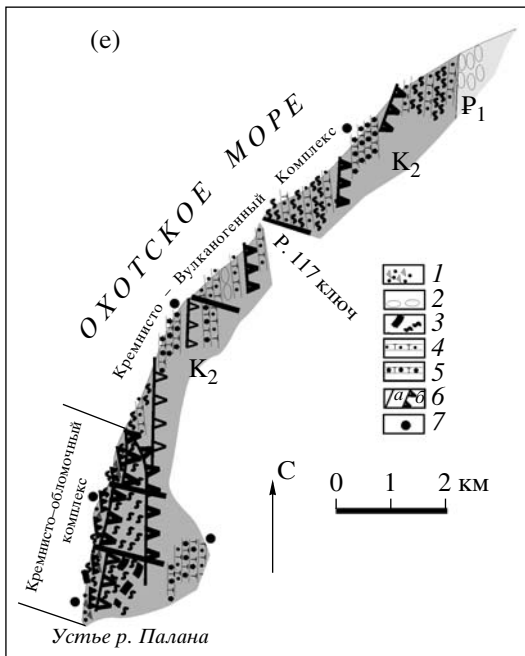 (е)
ОХОТСКОЕ МОРЕ
Кремнисто – Вулканогенный Комплекс
₽1
K2
Р. 117 ключ
K2
Кремнисто–обломочный
комплекс
Устье р. Палана
1
2
3
4
5
а б 6
7
С
0 1 2 км